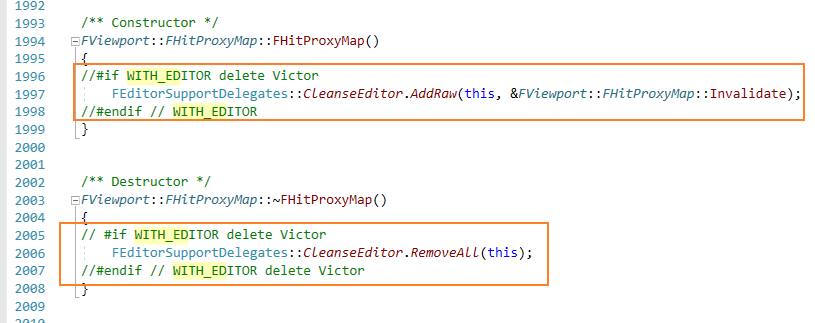 1992
1993 /** Constructor */
1994 FViewport::FHitProxyMap::FHitProxyMap()
1995 {
1996 //#if WITH_EDITOR delete Victor
1997 FEditorSupportDelegates::CleanseEditor.AddRaw(this, &FViewport::FHitProxyMap::Invalidate);
1998 //#endif // WITH_EDITOR
1999 }
2000
2001
2002 /** Destructor */
2003 FViewport::FHitProxyMap::~FHitProxyMap()
2004 {
2005 // #if WITH_EDITOR delete Victor
2006 FEditorSupportDelegates::CleanseEditor.RemoveAll(this);
2007 //#endif // WITH_EDITOR delete Victor
2008 }
2009
2010